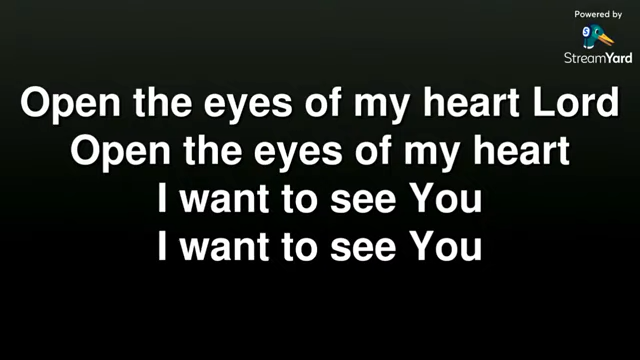 Powered by
StreamYard
Open the eyes of my heart Lord
Open the eyes of my heart
I want to see You
I want to see You